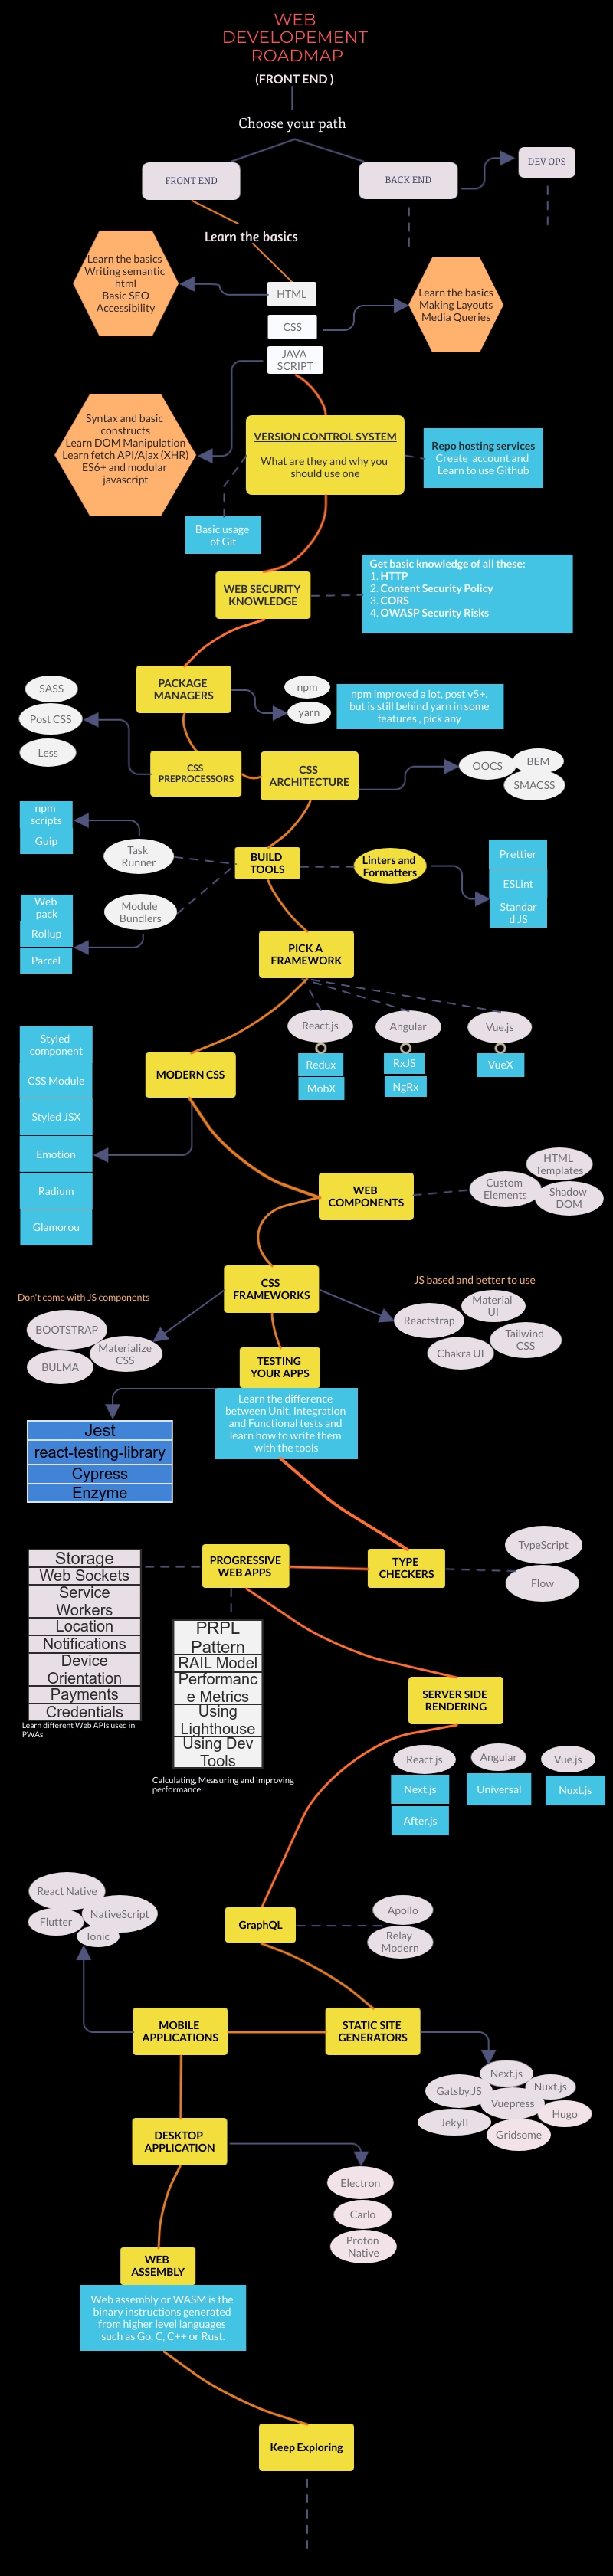 WEB
DEVELOPEMENT
ROADMAP
(FRONT END )
Choose your path
FRONT END
BACK END
DEV OPS
Learn the basics
HTML
CSS
JAVA
SCRIPT
Learn the basics
Writing semantic
html
Basic SEO
Accessibility
Learn the basics
Making Layouts
Media Queries
Syntax and basic
constructs
Learn DOM Manipulation
Learn fetch API/Ajax (XHR)
ES6+ and modular
javascript
VERSION CONTROL SYSTEM
What are they and why you
should use one
Repo hosting services
Create account and
Learn to use Github
Basic usage
of Git
WEB SECURITY
KNOWLEDGE
Get basic knowledge of all these:
1. HTTP
2. Content Security Policy
3. CORS
4. OWASP Security Risks
PACKAGE
MANAGERS
npm
yarn
npm improved a lot, post v5+,
but is still behind yarn in some
features , pick any
SASS
Post CSS
Less
CSS
PREPROCESSORS
CSS
ARCHITECTURE
OOCS
BEM
SMACSS
npm
scripts
Guip
Task
Runner
BUILD
TOOLS
Linters and
Formatters
Prettier
ESLint
Standar
d JS
Web
pack
Rollup
Parcel
Module
Bundlers
PICK A
FRAMEWORK
React.js
Angular
Vue.js
Redux
MobX
RxJS
NgRx
VueX
MODERN CSS
Styled
component
CSS Module
Styled JSX
Emotion
Radium
Glamorou
WEB
COMPONENTS
Custom
Elements
HTML
Templates
Shadow
DOM
CSS
FRAMEWORKS
Don't come with JS components
BOOTSTRAP
Materialize
CSS
BULMA
JS based and better to use
Reactstrap
Material
UI
Tailwind
CSS
Chakra UI
TESTING
YOUR APPS
Learn the difference
between Unit, Integration
and Functional tests and
learn how to write them
with the tools
Jest
react-testing-library
Cypress
Enzyme
TYPE
CHECKERS
TypeScript
Flow
PROGRESSIVE
WEB APPS
Storage
Web Sockets
Service
Workers
Location
Notifications
Device
Orientation
Payments
Credentials
Learn different Web APIs used in
PWAs
PRPL
Pattern
RAIL Model
Performanc
e Metrics
Using
Lighthouse
Using Dev
Tools
Calculating, Measuring and improving
performance
SERVER SIDE
RENDERING
React.js
Angular
Vue.js
Next.js
After.js
Universal
Nuxt.js
GraphQL
Apollo
Relay
Modern
React Native
NativeScript
Flutter
Ionic
MOBILE
APPLICATIONS
STATIC SITE
GENERATORS
Next.js
Gatsby.JS
Nuxt.js
Vuepress
Hugo
JekyII
Gridsome
DESKTOP
APPLICATION
Electron
Carlo
Proton
Native
WEB
ASSEMBLY
Web assembly or WASM is the
binary instructions generated
from higher level languages
such as Go, C, C++ or Rust.
Keep Exploring